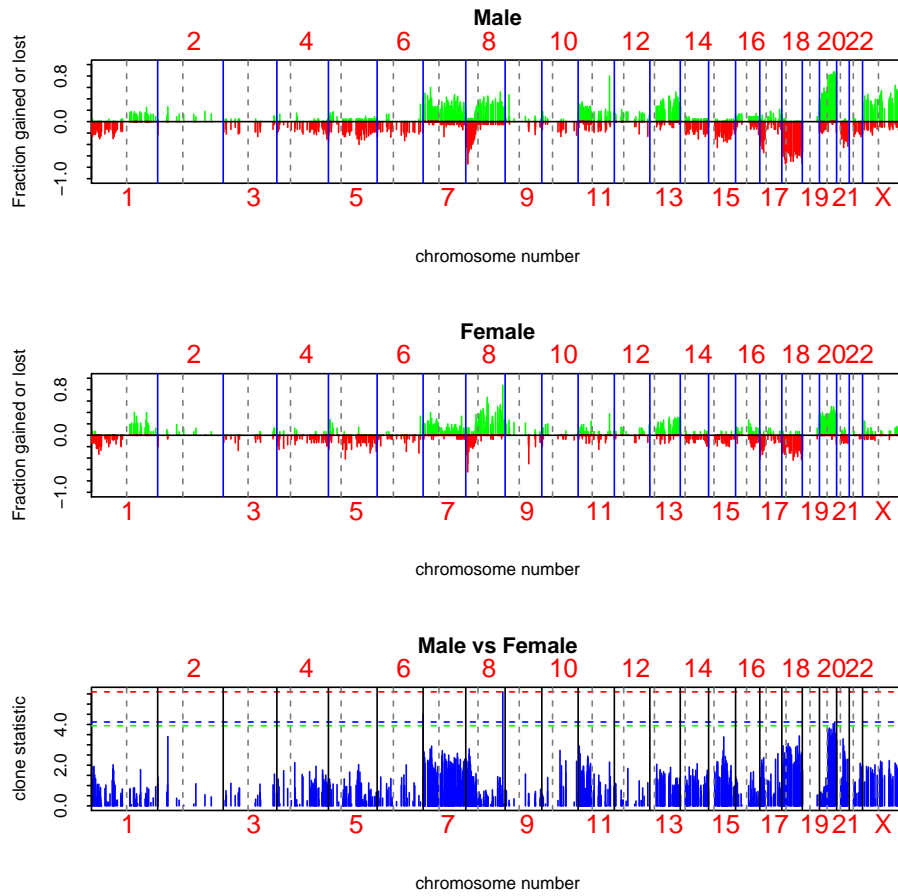 Male
2 4 6 8 10 12 14 16 18 20 22
Fraction gained or lost
0.8
0.0
−1.0
1 3 5 7 9 11 13 15 17 19 21 X
chromosome number
Female
2 4 6 8 10 12 14 16 18 20 22
Fraction gained or lost
0.8
0.0
−1.0
1 3 5 7 9 11 13 15 17 19 21 X
chromosome number
Male vs Female
2 4 6 8 10 12 14 16 18 20 22
clone statistic
4.0
2.0
0.0
1 3 5 7 9 11 13 15 17 19 21 X
chromosome number